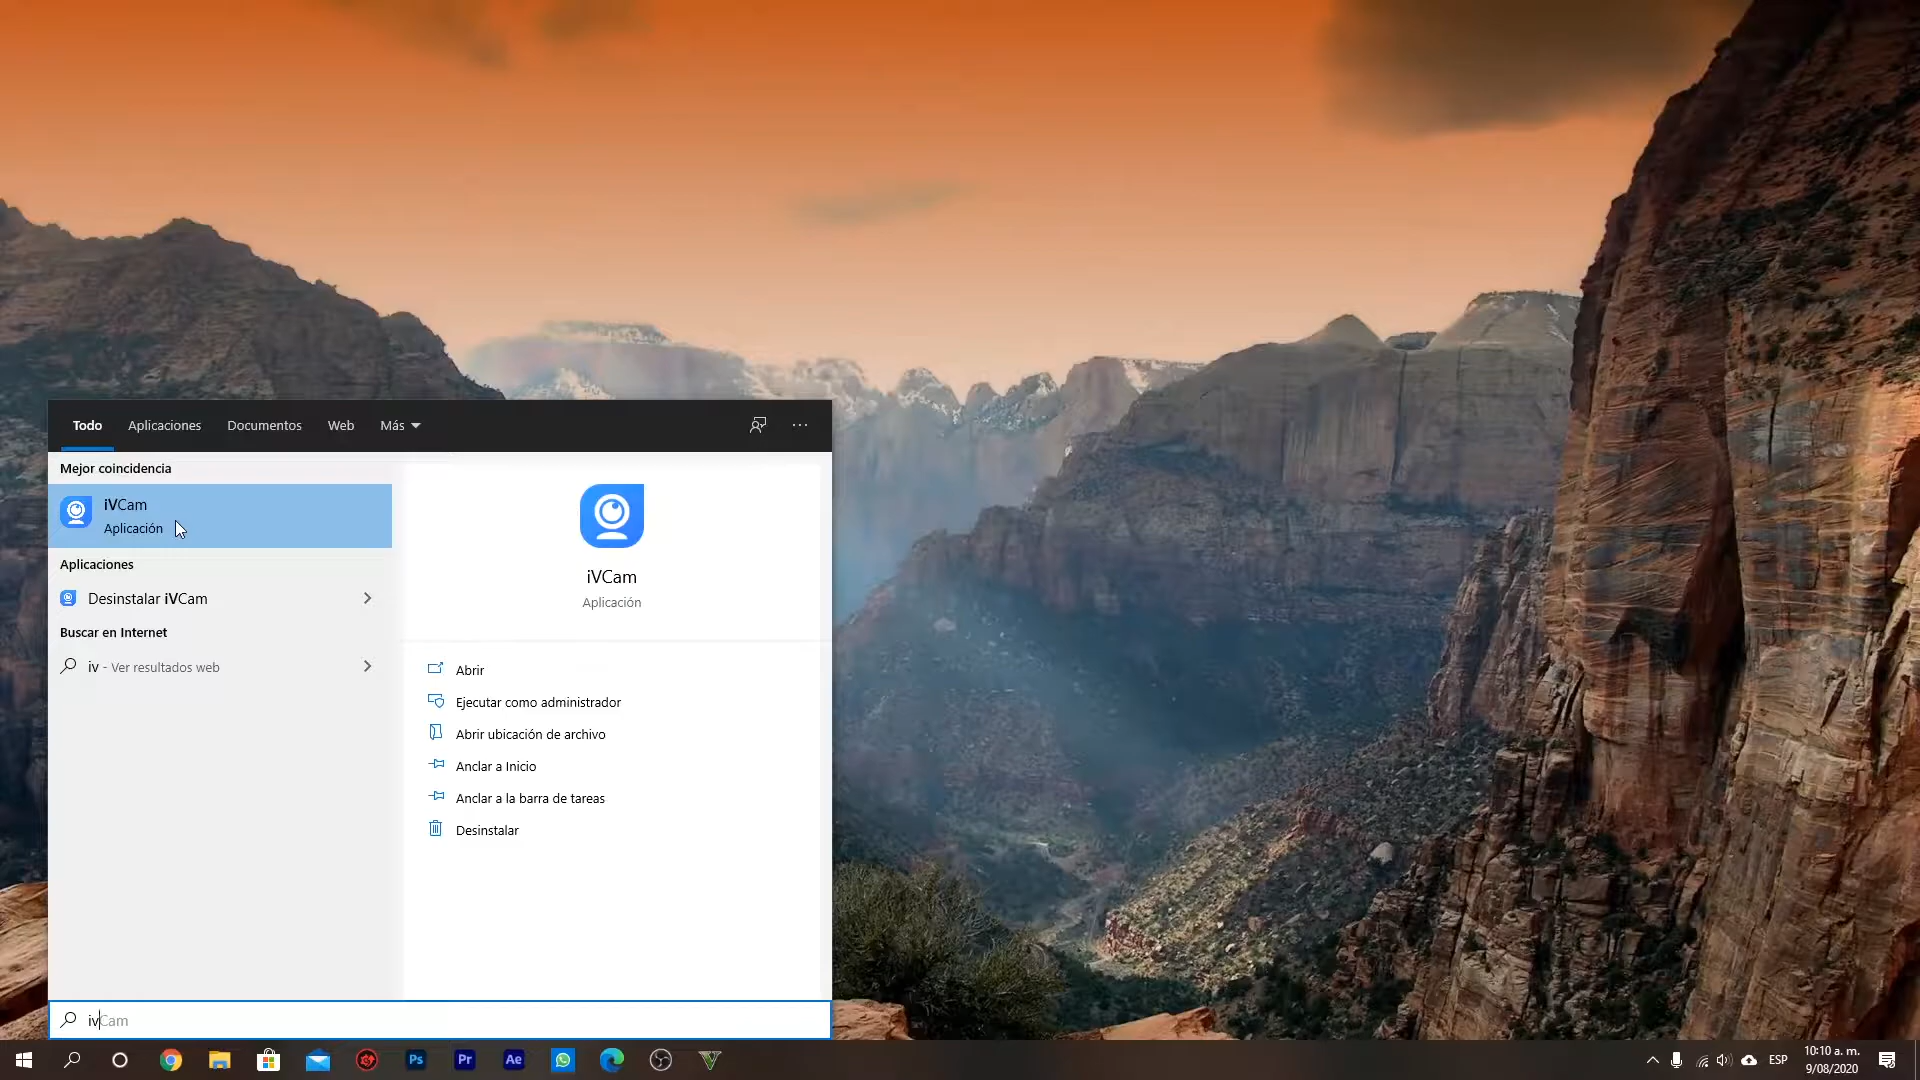 Todo Aplicaciones Documentos Web Más
Mejor coincidencia
iVCam
Aplicación
Aplicaciones
Desinstalar iVCam
Buscar en Internet
iv - Ver resultados web
iVCam
Aplicación
Abrir
Ejecutar como administrador
Abrir ubicación de archivo
Anclar a Inicio
Anclar a la barra de tareas
Desinstalar
ivCam
Ps Pr Ae
ESP
10:10 a. m.
9/08/2020